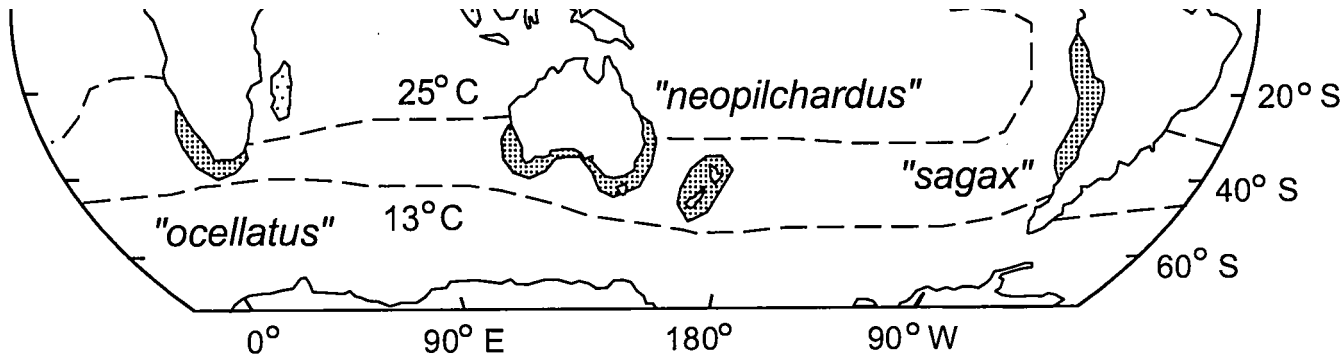 25° C
"neopilchardus"
20° S
"sagax"
40° S
13° C
"ocellatus"
60° S
0°
90° E
180°
90° W